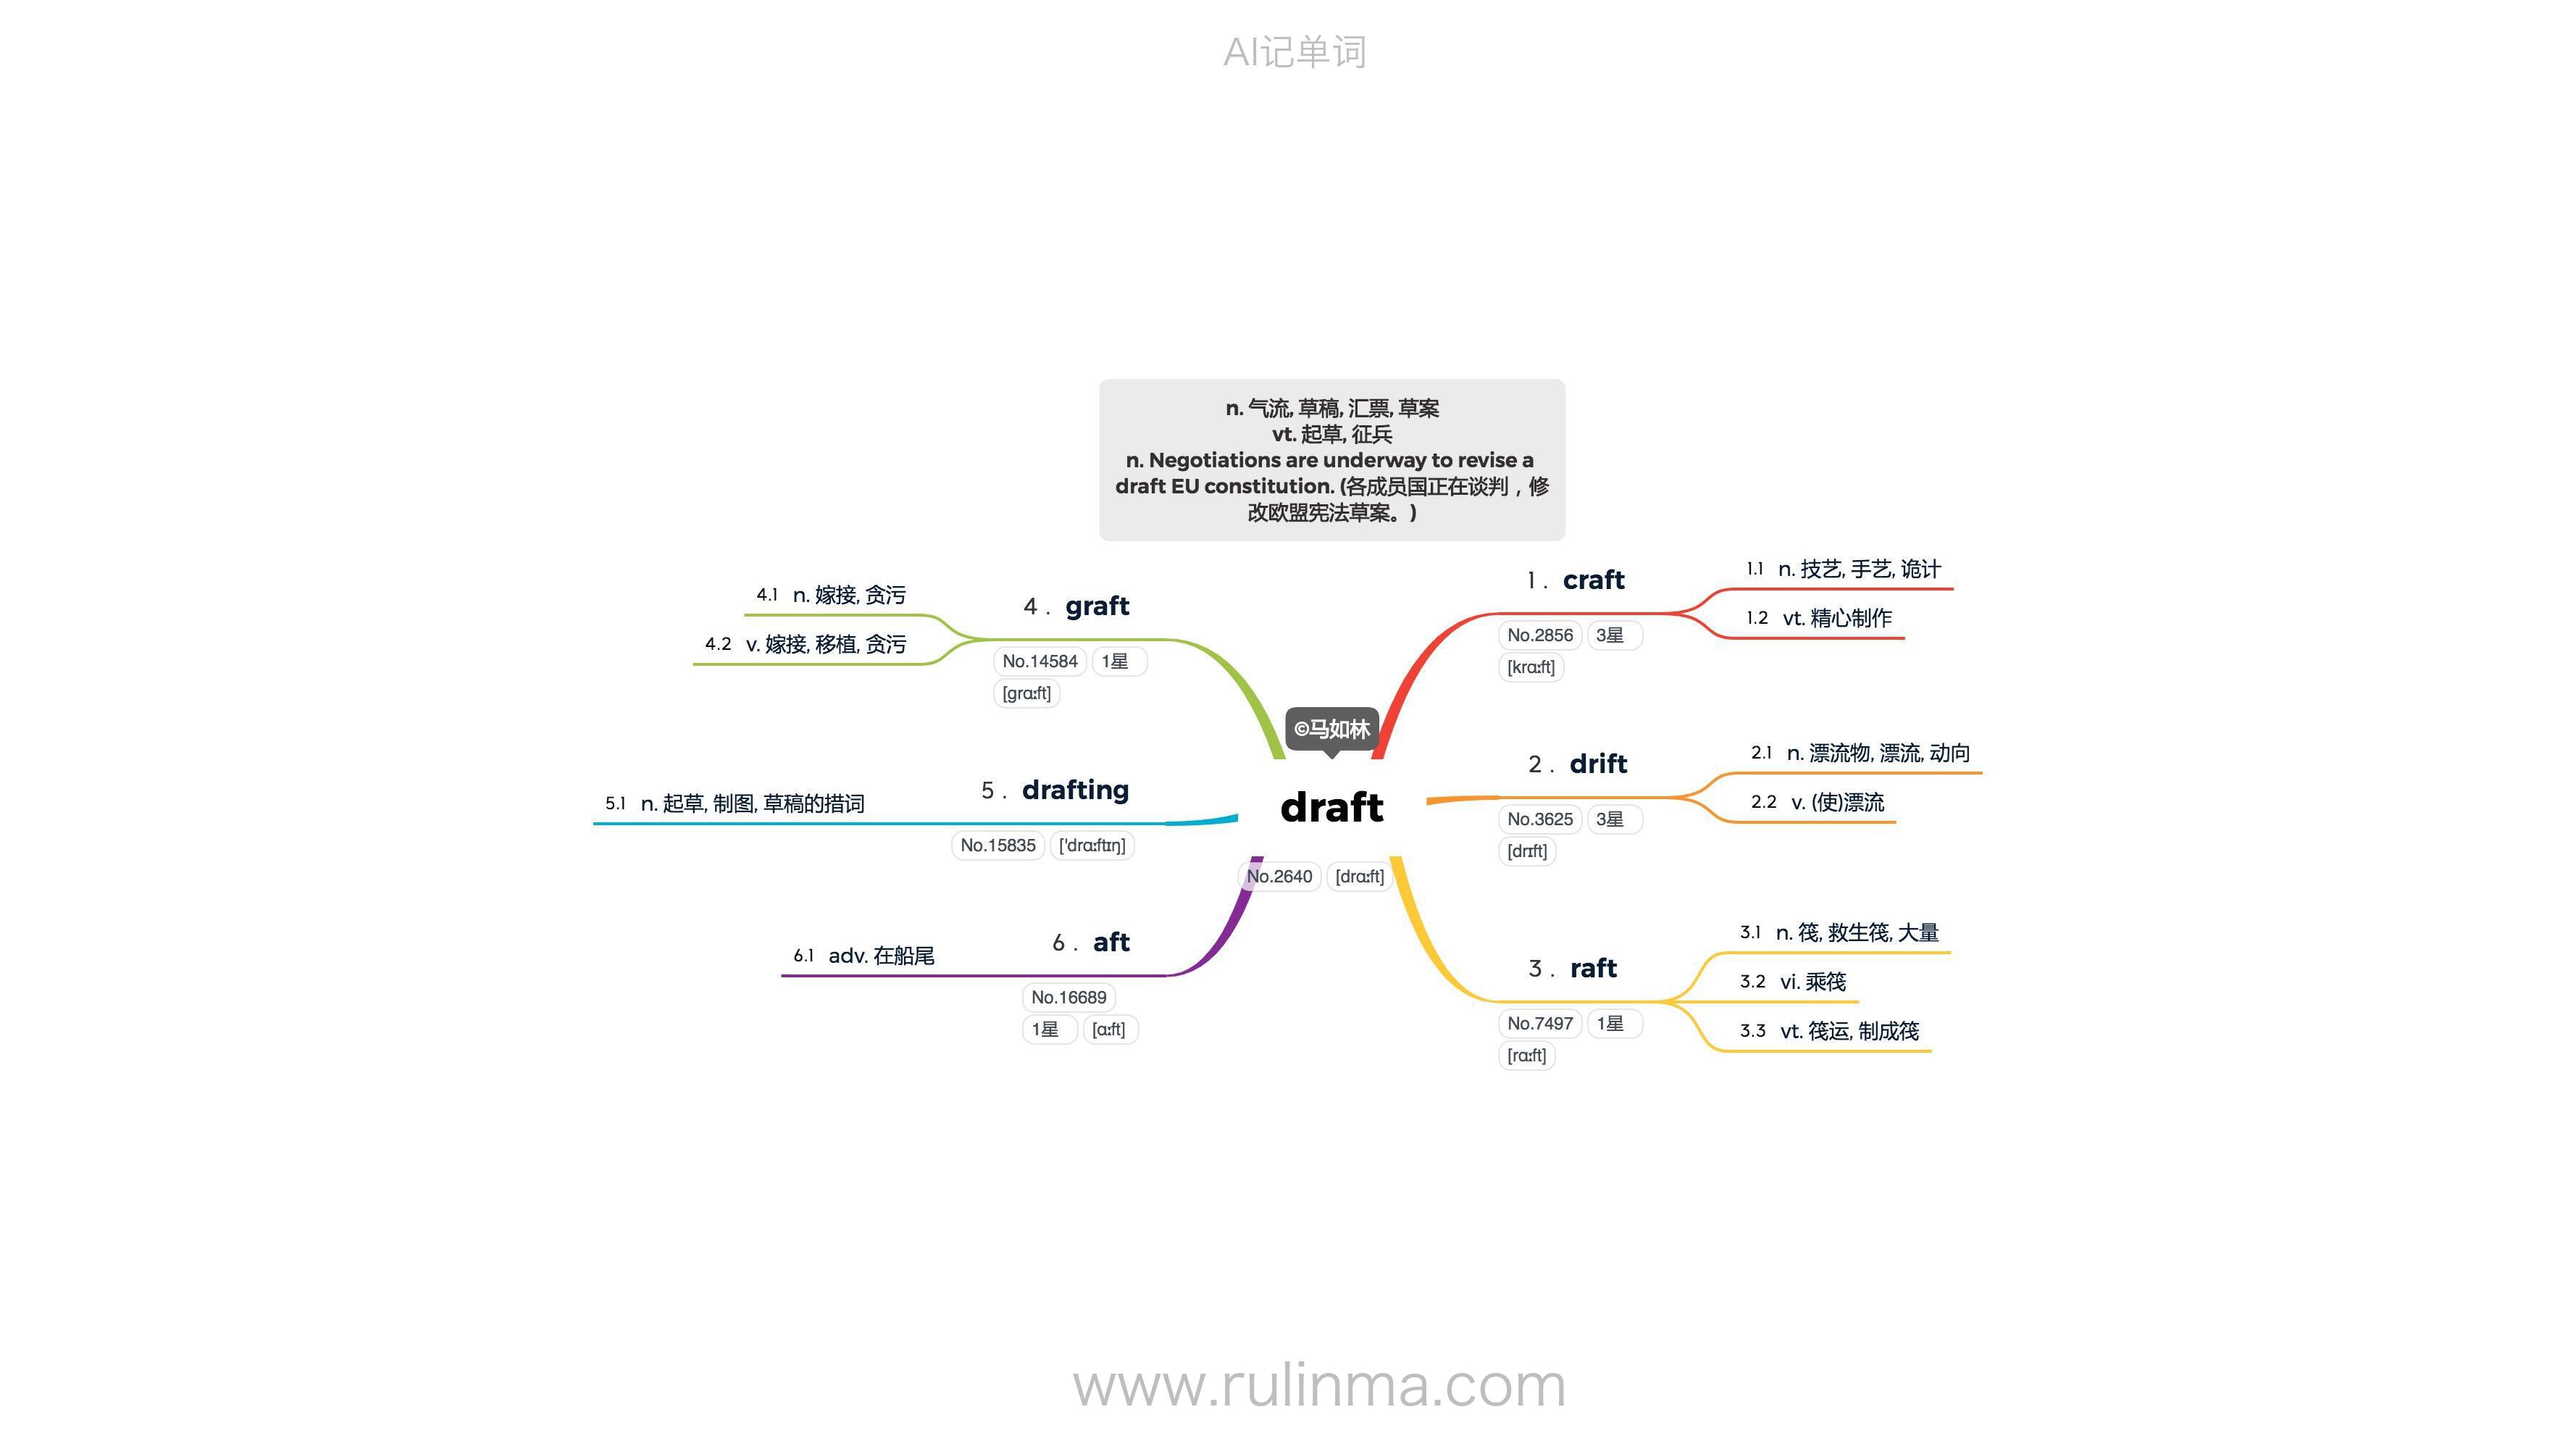 AI记单词
n. 气流, 草稿, 汇票, 草案
vt. 起草, 征兵
n. Negotiations are underway to revise a
draft EU constitution. (各成员国正在谈判，修
改欧盟宪法草案。)
©马如林
draft
No.2640 [drɑːft]
1 . craft
No.2856 3星
[krɑːft]
1.1 n. 技艺, 手艺, 诡计
1.2 vt. 精心制作
2 . drift
No.3625 3星
[drɪft]
2.1 n. 漂流物, 漂流, 动向
2.2 v. (使)漂流
3 . raft
No.7497 1星
[rɑːft]
3.1 n. 筏, 救生筏, 大量
3.2 vi. 乘筏
3.3 vt. 筏运, 制成筏
4 . graft
No.14584 1星
[grɑːft]
4.1 n. 嫁接, 贪污
4.2 v. 嫁接, 移植, 贪污
5 . drafting
No.15835 ['drɑːftɪŋ]
5.1 n. 起草, 制图, 草稿的措词
6 . aft
No.16689
1星 [ɑːft]
6.1 adv. 在船尾
www.rulinma.com